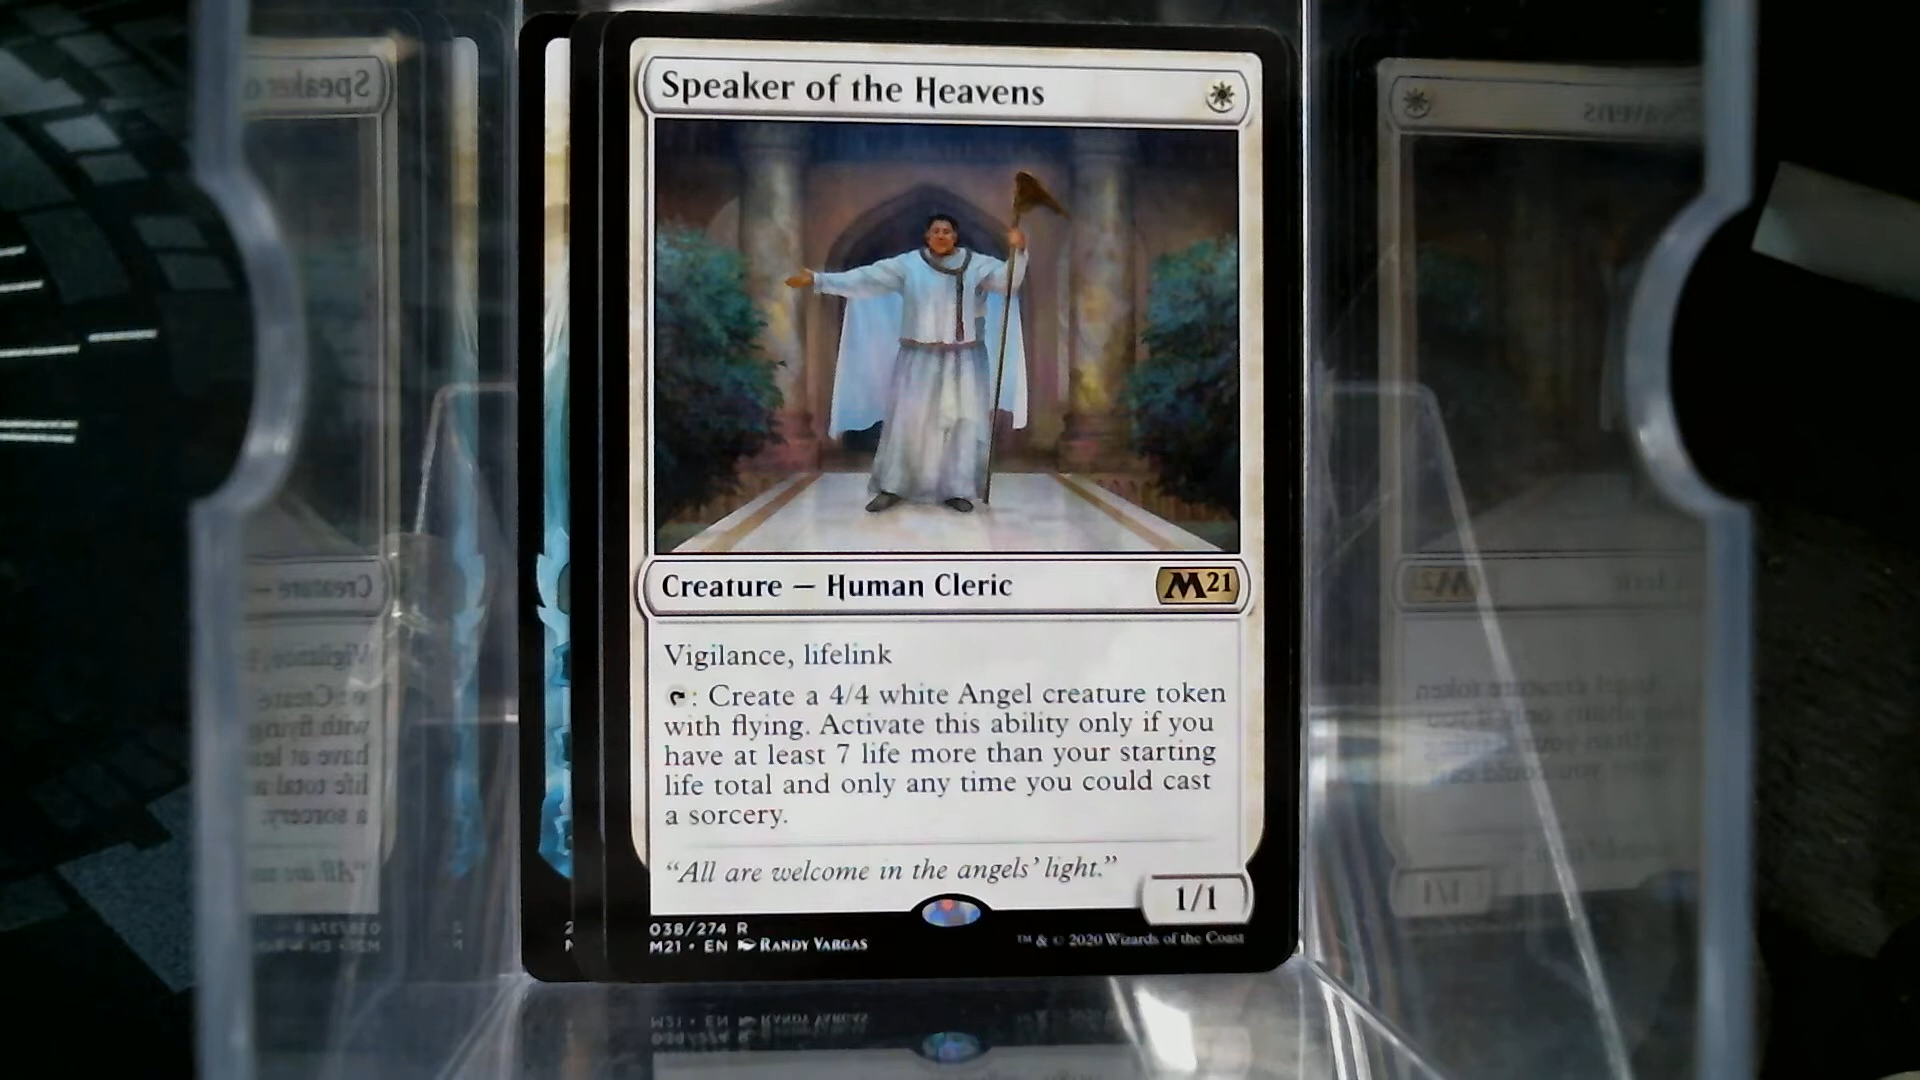 Speaker of the Heavens
Creature — Human Cleric
M21
Vigilance, lifelink
: Create a 4/4 white Angel creature token
with flying. Activate this ability only if you
have at least 7 life more than your starting
life total and only any time you could cast
a sorcery.
“All are welcome in the angels’ light.”
1/1
038/274 R
M21 • EN RANDY VARGAS
™ & © 2020 Wizards of the Coast